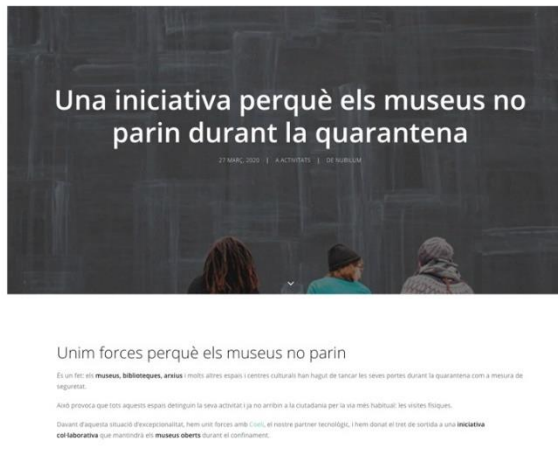 Una iniciativa perquè els museus no
parin durant la quarantena
27 MARÇ, 2020 | A ACTIVITATS | DE NUBILUM
Unim forces perquè els museus no parin
És un fet: els museus, biblioteques, arxius i molts altres espais i centres culturals han hagut de tancar les seves portes durant la quarantena com a mesura de
seguretat.
Això provoca que tots aquests espais detinguin la seva activitat i ja no arribin a la ciutadania per la via més habitual: les visites físiques.
Davant d'aquesta situació d'excepcionalitat, hem unit forces amb Coeli, el nostre partner tecnològic, i hem donat el tret de sortida a una iniciativa
col·laborativa que mantindrà els museus oberts durant el confinament.